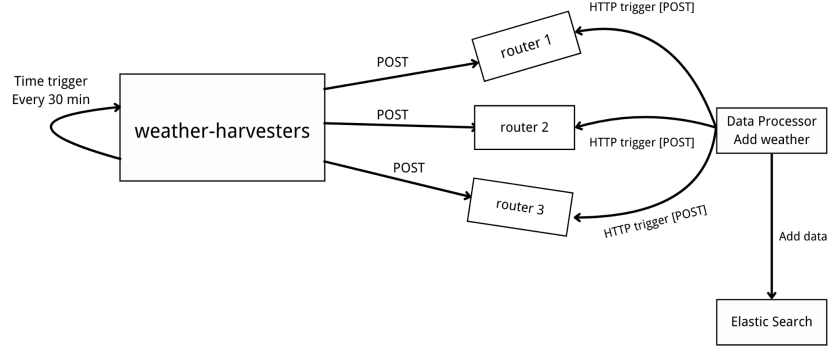 HTTP trigger [POST]
router 1
POST
Time trigger
Every 30 min
weather-harvesters
POST
router 2
HTTP trigger [POST]
Data Processor
Add weather
POST
router 3
HTTP trigger [POST]
Add data
Elastic Search